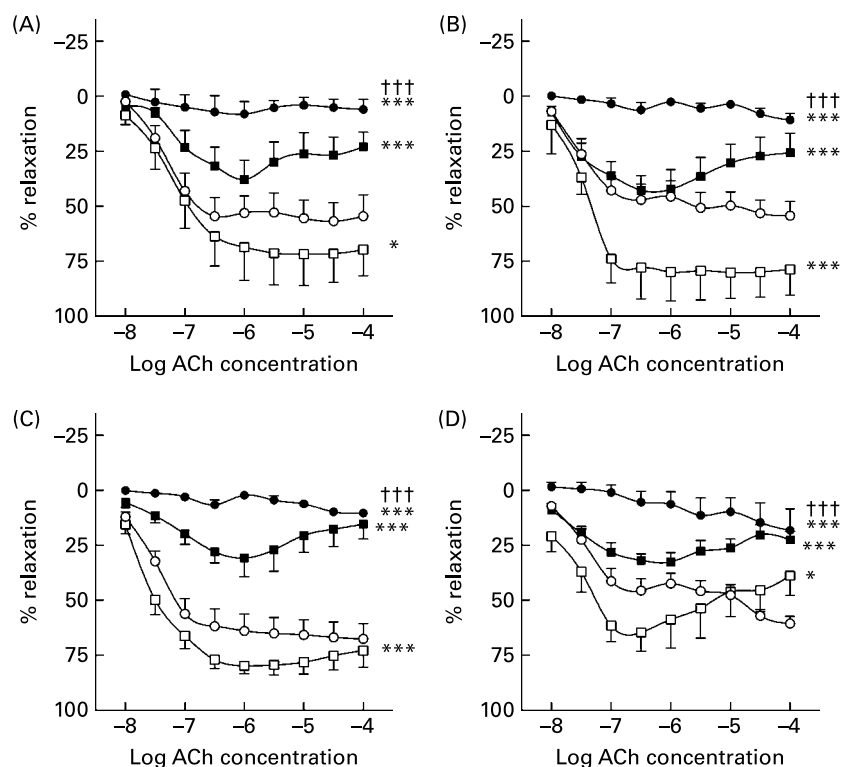 (A)
−25
0
25
50
75
100
% relaxation
†††
***
***
*
−8 −7 −6 −5 −4
Log ACh concentration
(B)
−25
0
25
50
75
100
% relaxation
†††
***
***
***
−8 −7 −6 −5 −4
Log ACh concentration
(C)
−25
0
25
50
75
100
% relaxation
†††
***
***
***
−8 −7 −6 −5 −4
Log ACh concentration
(D)
−25
0
25
50
75
100
% relaxation
†††
***
***
*
−8 −7 −6 −5 −4
Log ACh concentration